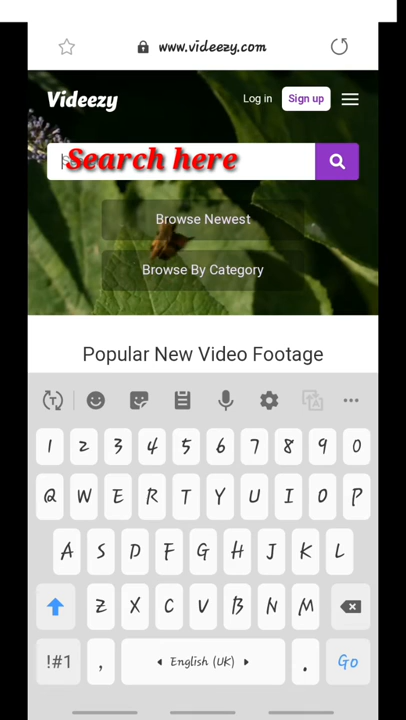 www.videezy.com
Videezy
Log in
Sign up
Search here
Browse Newest
Browse By Category
Popular New Video Footage
1 2 3 4 5 6 7 8 9 0
Q W E R T Y U I O P
A S D F G H J K L
Z X C V B N M
!#1 , English (UK) . Go